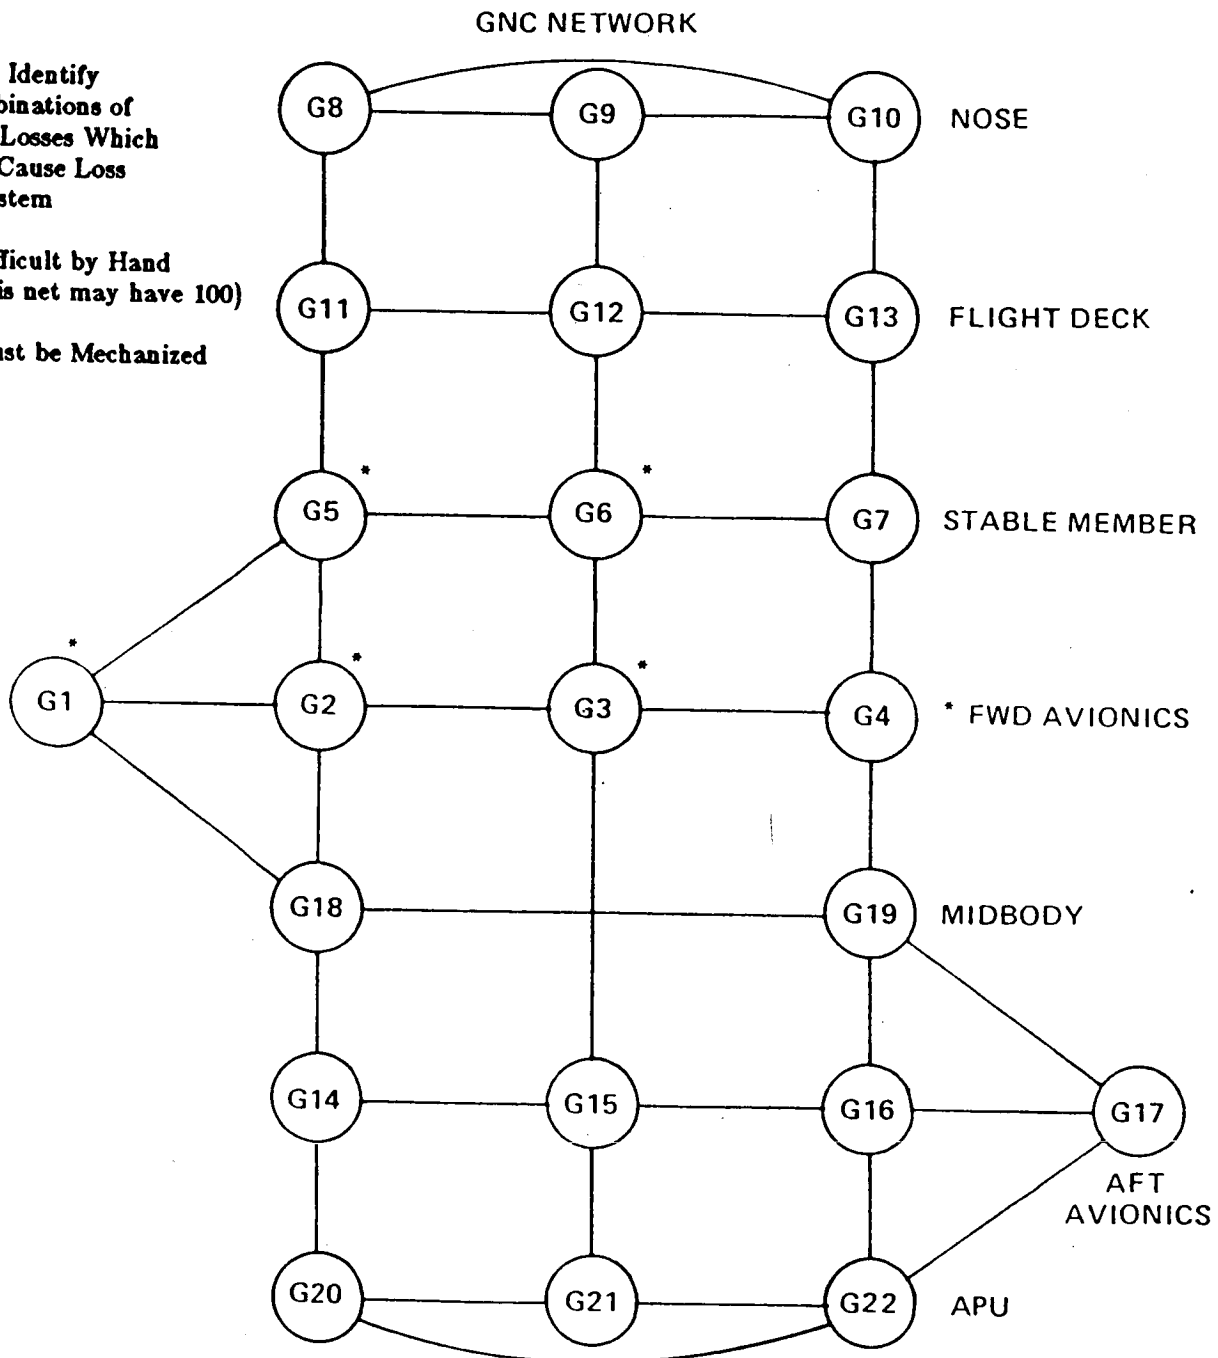 GNC NETWORK
Identify
binations of
Losses Which
Cause Loss
stem
ficult by Hand
is net may have 100)
ust be Mechanized
G8 G9 G10 NOSE
G11 G12 G13 FLIGHT DECK
* *
G5 G6 G7 STABLE MEMBER
* * *
G1 G2 G3 G4 * FWD AVIONICS
G18 G19 MIDBODY
G14 G15 G16 G17
AFT
AVIONICS
G20 G21 G22 APU